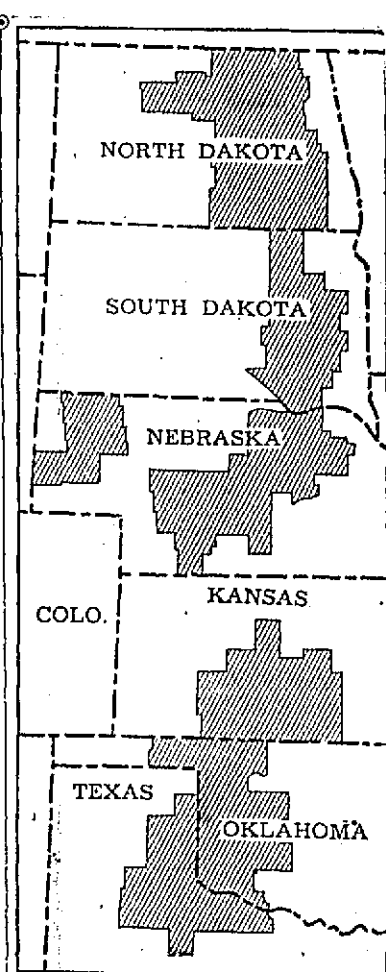 NORTH DAKOTA
SOUTH DAKOTA
NEBRASKA
KANSAS
COLO.
TEXAS
OKLAHOMA